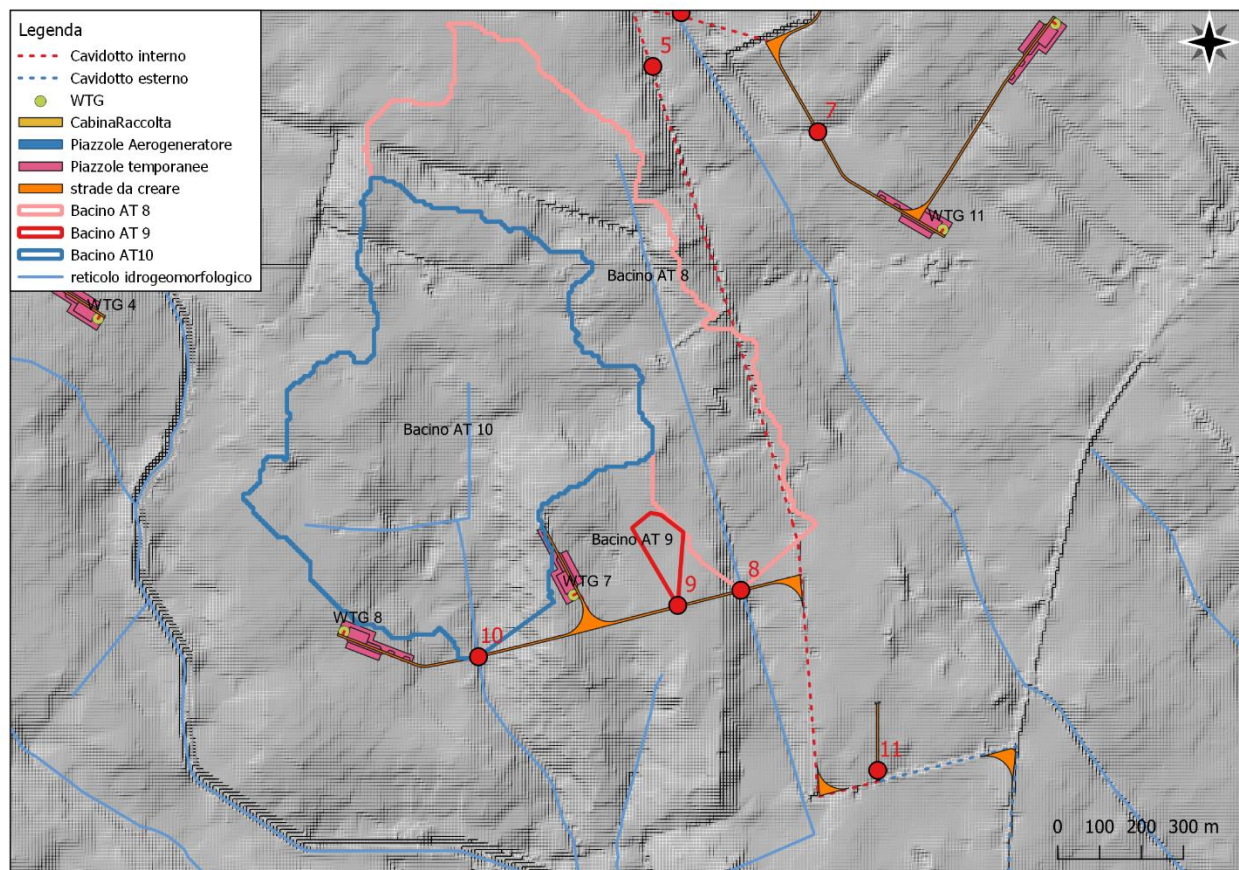 Legenda
Cavidotto interno
Cavidotto esterno
WTG
CabinaRaccolta
Piazzole Aerogeneratore
Piazzole temporanee
strade da creare
Bacino AT 8
Bacino AT 9
Bacino AT10
reticolo idrogeomorfologico
5
7
WTG 11
Bacino AT 8
WTG 4
Bacino AT 10
Bacino AT 9
WTG 7
8
9
WTG 8
10
11
0 100 200 300 m